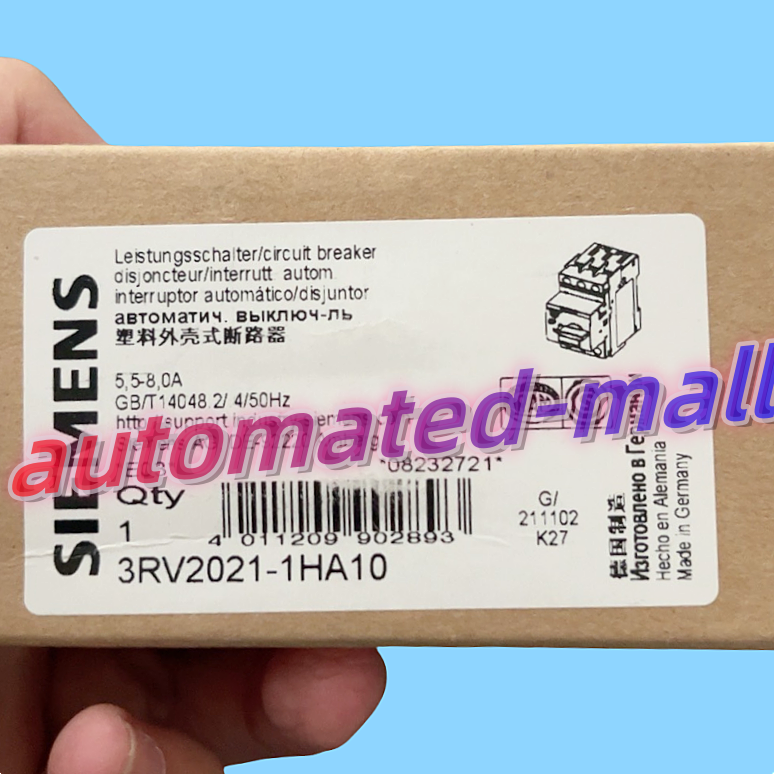 SIEMENS
Leistungsschalter/circuit breaker
disjoncteur/interrutt. autom.
interruptor automático/disjuntor
автоматич. выключ-ль
塑料外壳式断路器
5,5-8,0A
GB/T14048.2/ 4/50Hz
support
automated-mall
*08232721*
Qty
1
4 011209 902893
3RV2021-1HA10
G/
211102
K27
德国制造
Изготовлено в
Hecho en Alemania
Made in Germany